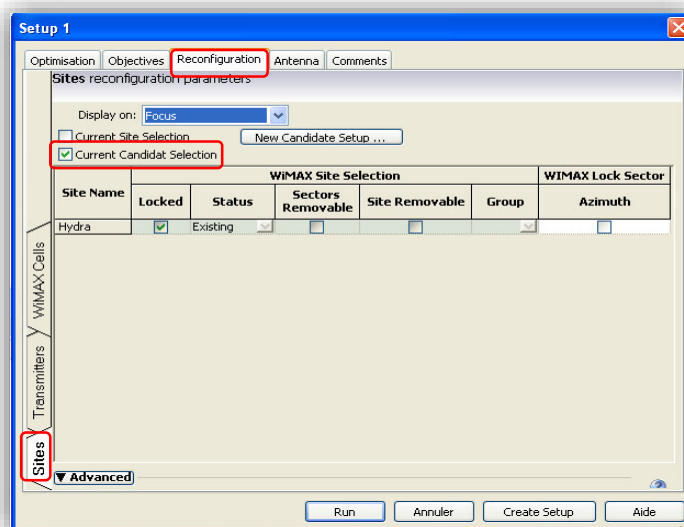 Setup 1
Optimisation Objectives Reconfiguration Antenna Comments
Sites reconfiguration parameters
Display on: Focus
Current Site Selection New Candidate Setup ...
Current Candidat Selection
WiMAX Site Selection WIMAX Lock Sector
Site Name Locked Status Sectors Removable Site Removable Group Azimuth
Hydra Existing
WiMAX Cells
Transmitters
Sites
▼ Advanced
Run Annuler Create Setup Aide